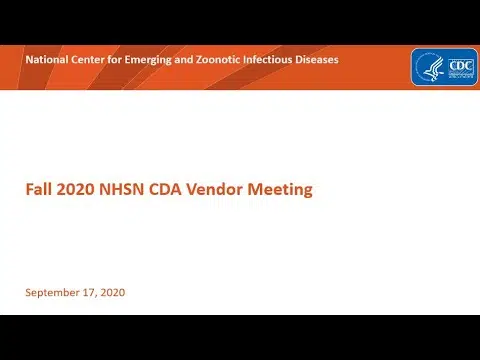 National Center for Emerging and Zoonotic Infectious Diseases
CDC
Fall 2020 NHSN CDA Vendor Meeting
September 17, 2020